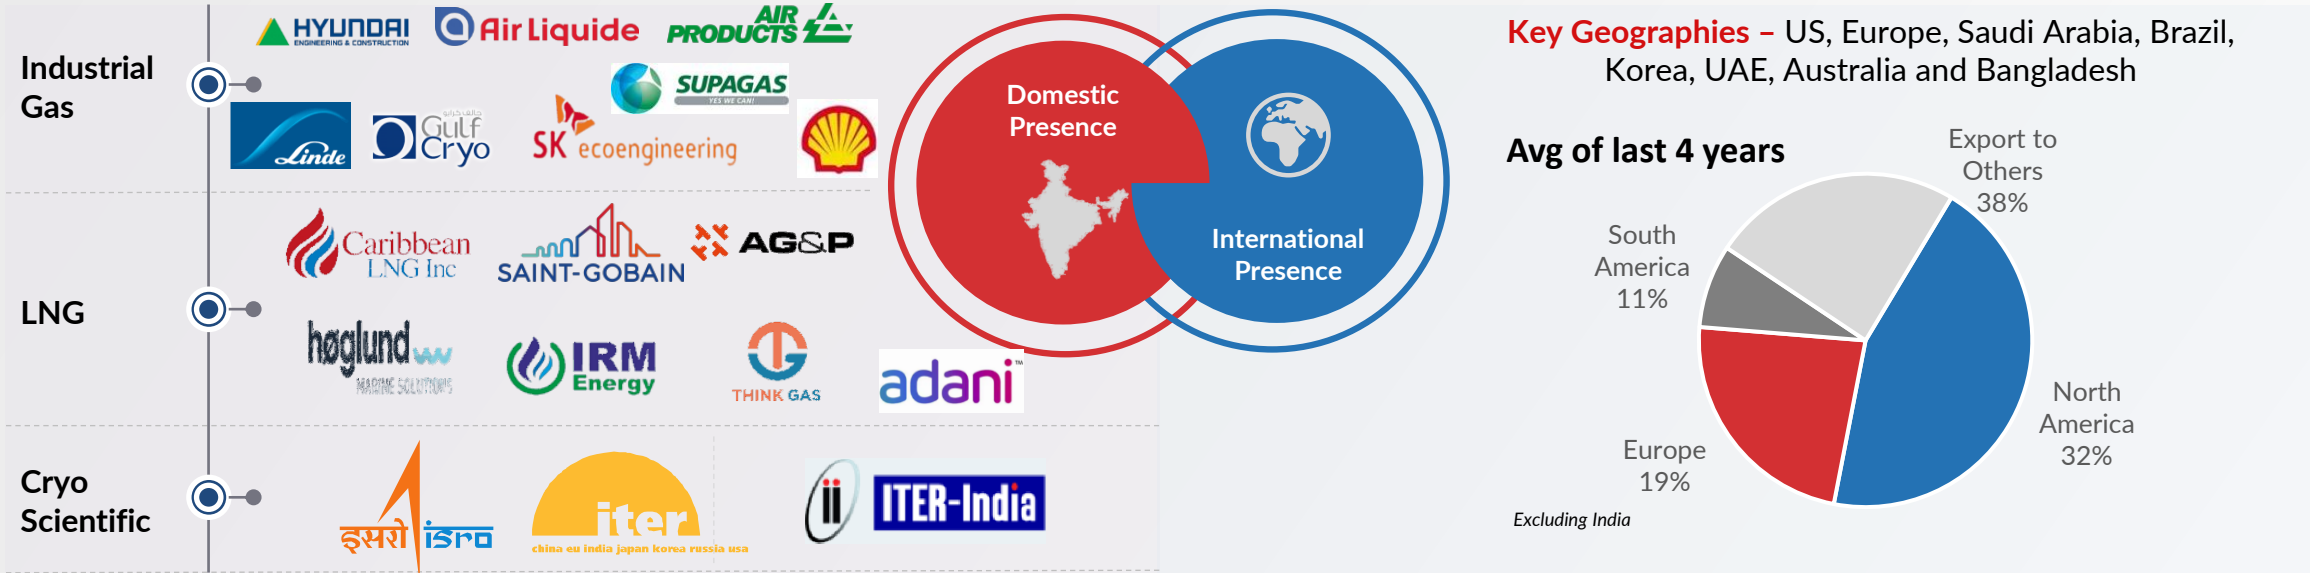 Industrial
Gas
HYUNDAI
ENGINEERING & CONSTRUCTION
Air Liquide
AIR
PRODUCTS
SUPAGAS
YES WE CAN!
Linde
Gulf
Cryo
SK ecoengineering
LNG
Caribbean
LNG Inc
SAINT-GOBAIN
AG&P
høglund
MARINE SOLUTIONS
IRM
Energy
THINK GAS
adani™
Cryo
Scientific
इसरो isro
iter
china eu india japan korea russia usa
ITER-India
Domestic
Presence
International
Presence
Key Geographies – US, Europe, Saudi Arabia, Brazil,
Korea, UAE, Australia and Bangladesh
Avg of last 4 years
Export to
Others
38%
South
America
11%
North
America
32%
Europe
19%
Excluding India